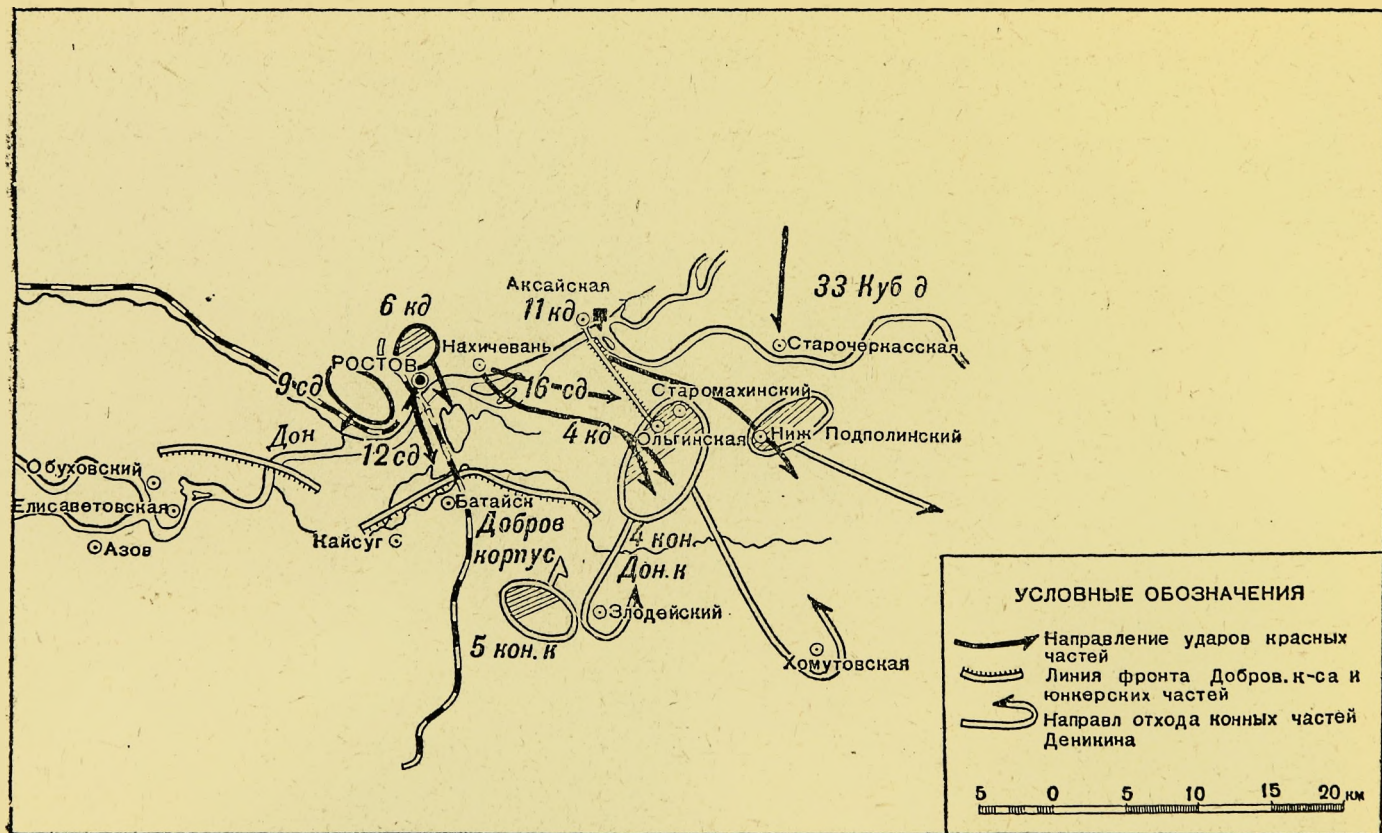 Аксайская
11 кд
33 Куб д
6 кд
Нахичевань
Старочеркасская
РОСТОВ
9 сд
16 сд
Старомахинский
Дон
4 кд
Ольгинская
Ниж Подполинский
12 сд
Обуховский
Елисаветовская
Батайск
Азов
Кайсуг
Добров
корпус
4 кон.
Дон. к
Злодейский
5 кон. к
Хомутовская
УСЛОВНЫЕ ОБОЗНАЧЕНИЯ
Направление ударов красных
частей
Линия фронта Добров. к-са и
юнкерских частей
Направл отхода конных частей
Деникина
5 0 5 10 15 20 км